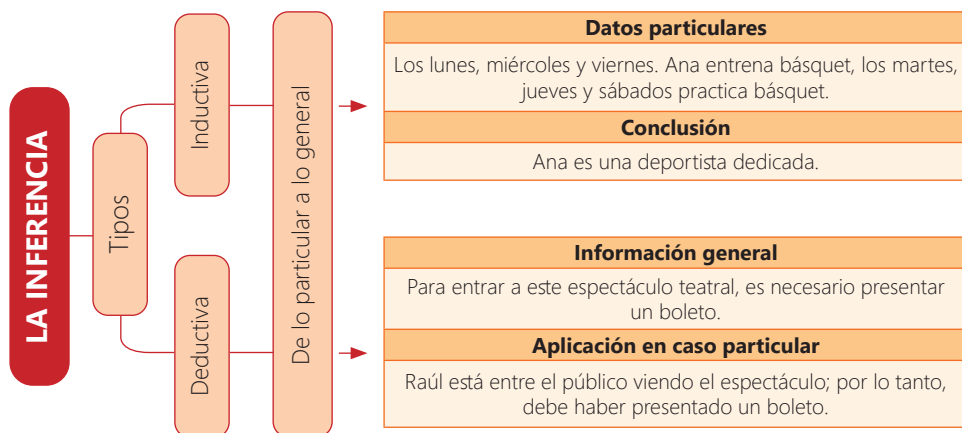 LA INFERENCIA
Tipos
Inductiva
Deductiva
De lo particular a lo general
Datos particulares
Los lunes, miércoles y viernes. Ana entrena básquet, los martes,
jueves y sábados practica básquet.
Conclusión
Ana es una deportista dedicada.
Información general
Para entrar a este espectáculo teatral, es necesario presentar
un boleto.
Aplicación en caso particular
Raúl está entre el público viendo el espectáculo; por lo tanto,
debe haber presentado un boleto.